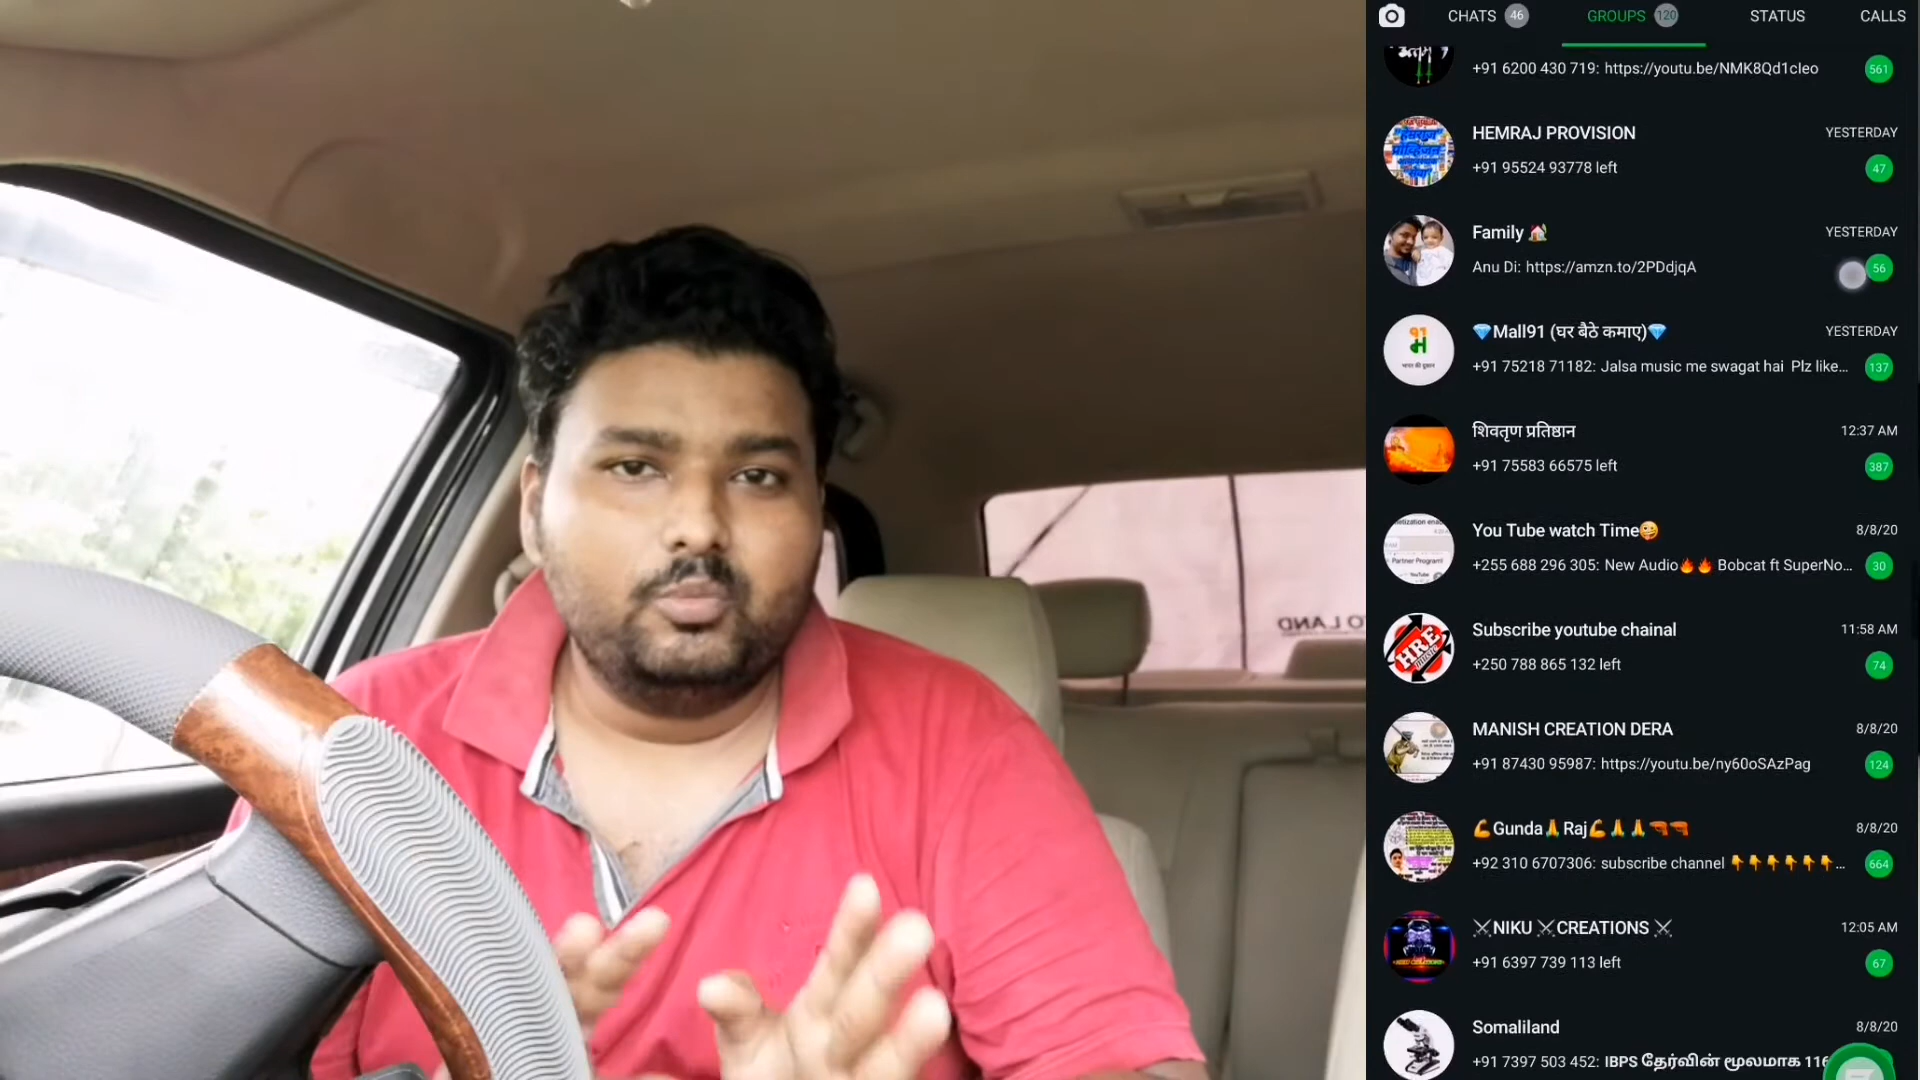 CHATS 46 GROUPS 120 STATUS CALLS
+91 6200 430 719: https://youtu.be/NMK8Qd1cIeo 561
HEMRAJ PROVISION YESTERDAY
+91 95524 93778 left 47
Family 🏡 YESTERDAY
Anu Di: https://amzn.to/2PDdjqA 56
💎Mall91 (घर बैठे कमाए)💎 YESTERDAY
+91 75218 71182: Jalsa music me swagat hai Plz like... 137
शिवतृण प्रतिष्ठान 12:37 AM
+91 75583 66575 left 387
You Tube watch Time🤪 8/8/20
+255 688 296 305: New Audio🔥🔥 Bobcat ft SuperNo... 30
Subscribe youtube chainal 11:58 AM
+250 788 865 132 left 74
HRE
music
MANISH CREATION DERA 8/8/20
+91 87430 95987: https://youtu.be/ny60oSAzPag 124
💪Gunda🙏Raj💪🙏🙏🔫🔫 8/8/20
+92 310 6707306: subscribe channel 👇👇👇👇👇👇... 664
⚔NIKU ⚔CREATIONS ⚔ 12:05 AM
+91 6397 739 113 left 67
Somaliland 8/8/20
+91 7397 503 452: IBPS தேர்வின் மூலமாக 116